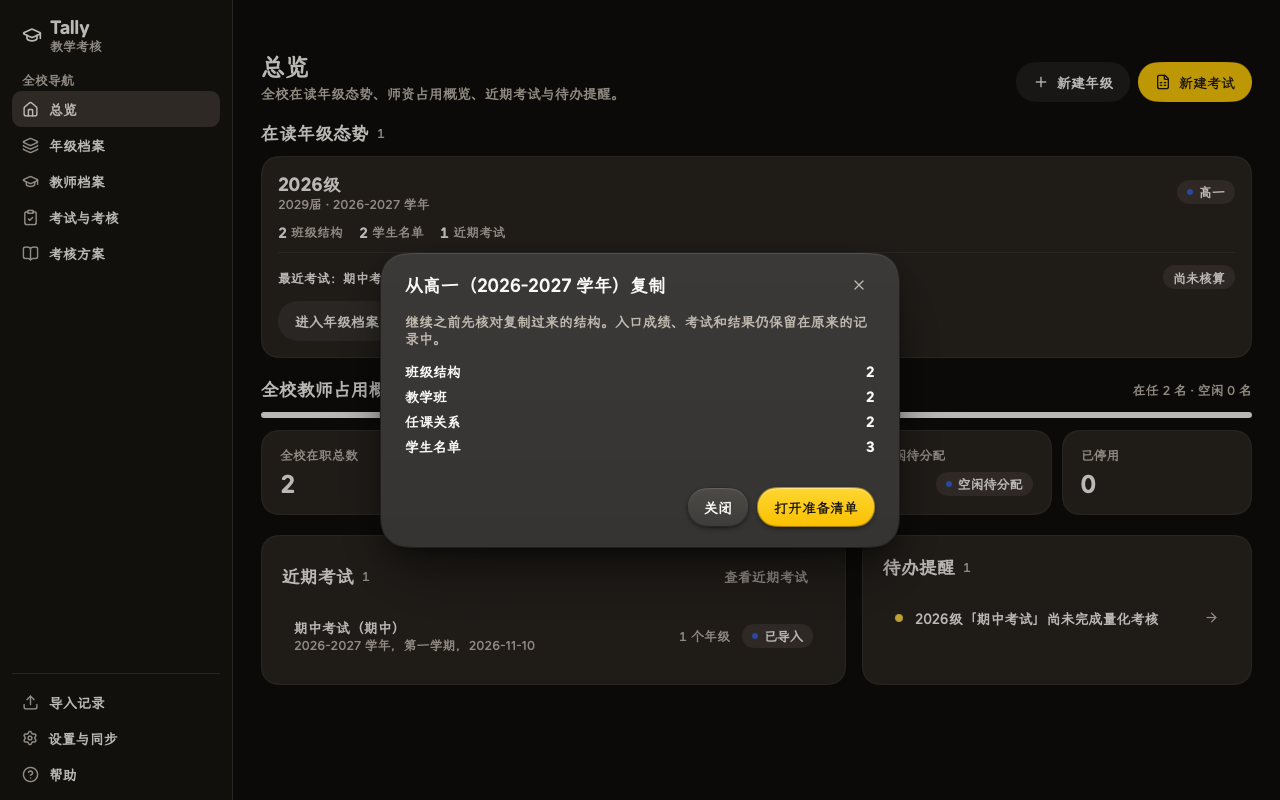 Tally
教学考核
全校导航
总览
年级档案
教师档案
考试与考核
考核方案
导入记录
设置与同步
帮助
总览
全校在读年级态势、师资占用概览、近期考试与待办提醒。
新建年级
新建考试
在读年级态势 1
2026级
2029届 · 2026-2027 学年
高一
2 班级结构 2 学生名单 1 近期考试
最近考试：期中考
尚未核算
进入年级档案
从高一（2026-2027 学年）复制
继续之前先核对复制过来的结构。入口成绩、考试和结果仍保留在原来的记
录中。
班级结构 2
教学班 2
任课关系 2
学生名单 3
关闭
打开准备清单
全校教师占用
在任 2 名 · 空闲 0 名
全校在职总数
2
闲待分配
空闲待分配
已停用
0
近期考试 1
查看近期考试
期中考试（期中）
2026-2027 学年，第一学期，2026-11-10
1 个年级
已导入
待办提醒 1
2026级「期中考试」尚未完成量化考核